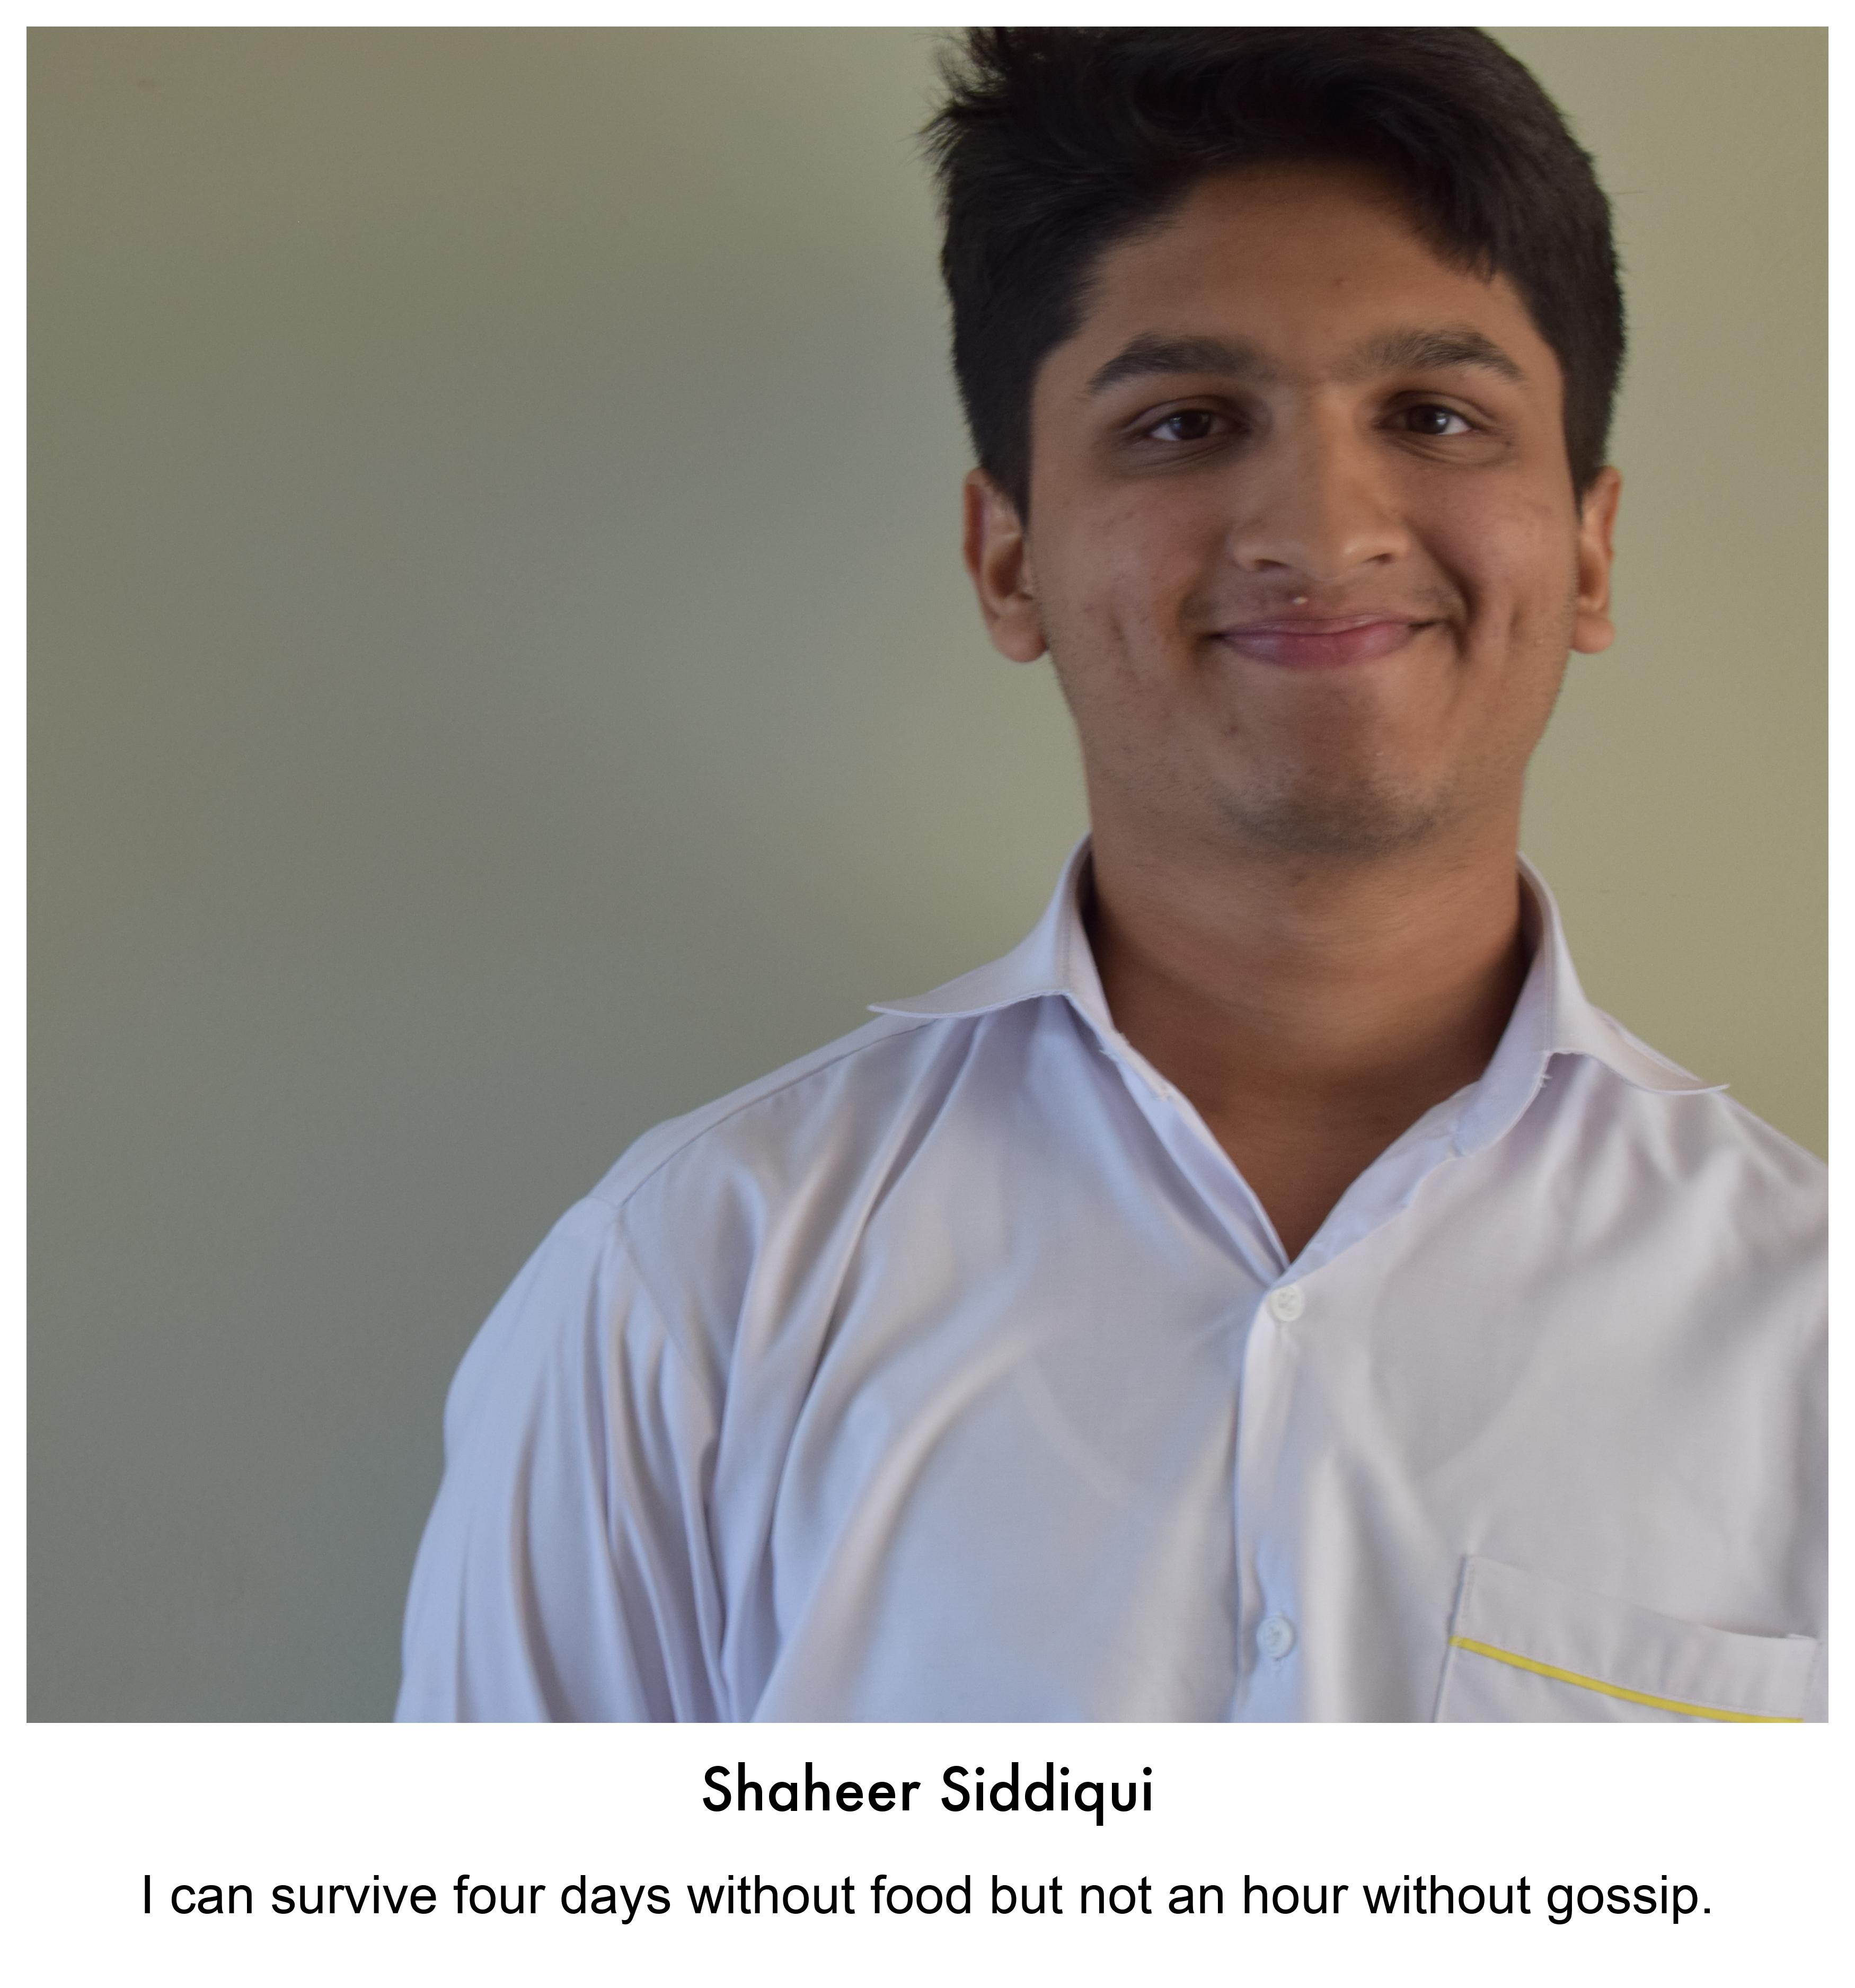 Shaheer Siddiqui
I can survive four days without food but not an hour without gossip.